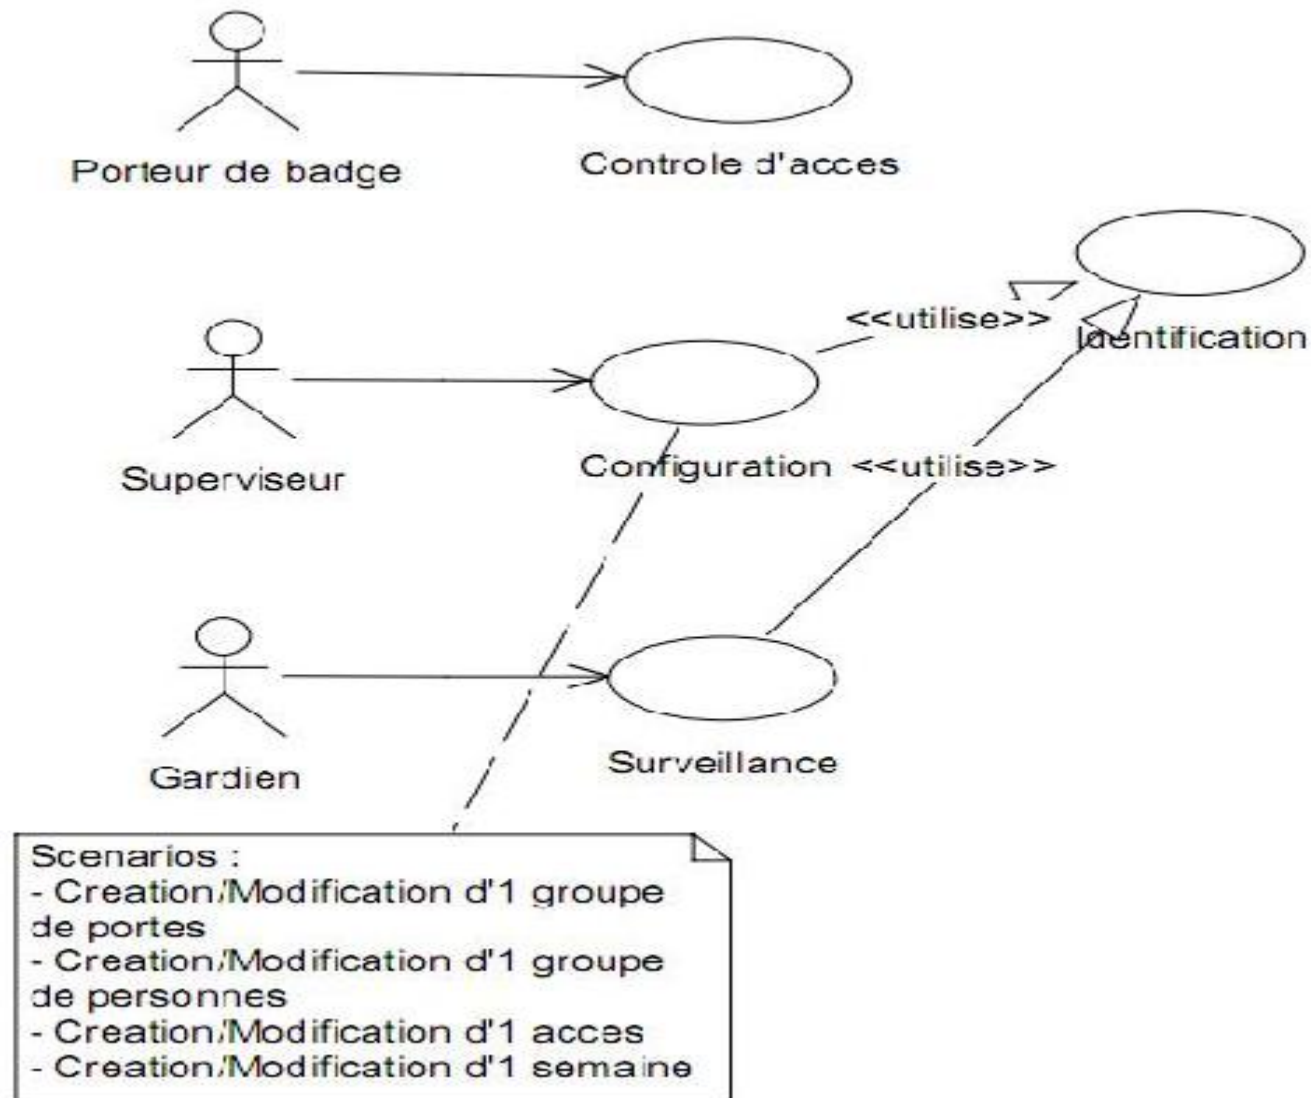 Porteur de badge
Controle d'acces
<<utilise>>
Identification
Superviseur
Configuration
<<utilise>>
Gardien
Surveillance
Scenarios :
- Creation/Modification d'1 groupe
de portes
- Creation/Modification d'1 groupe
de personnes
- Creation/Modification d'1 acces
- Creation/Modification d'1 semaine